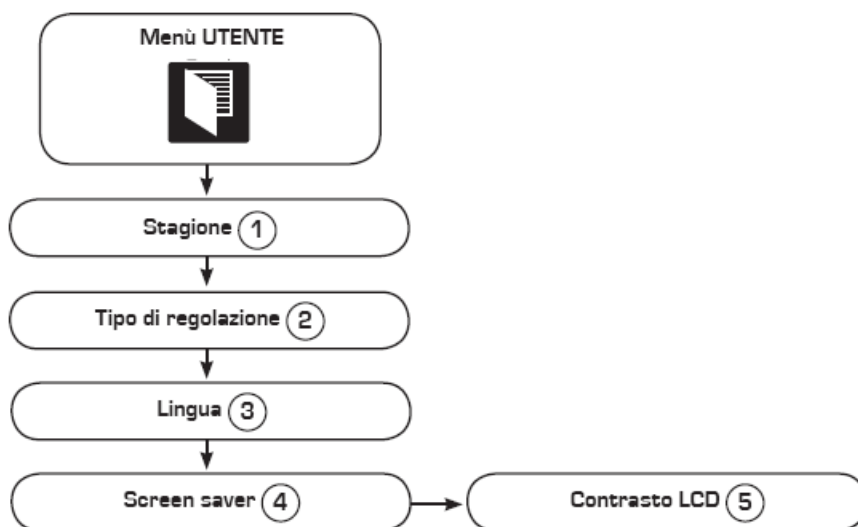 Menù UTENTE
Stagione 1
Tipo di regolazione 2
Lingua 3
Screen saver 4
Contrasto LCD 5